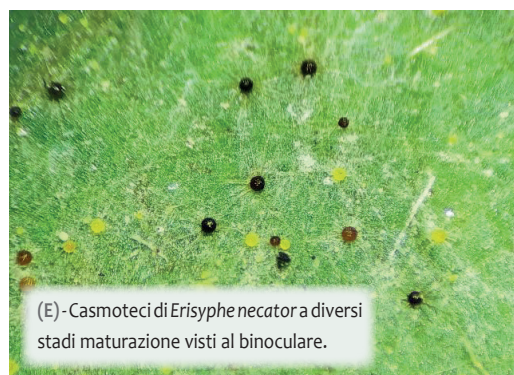 (E) - Casmoteci di Erisyphe necator a diversi
stadi maturazione visti al binoculare.